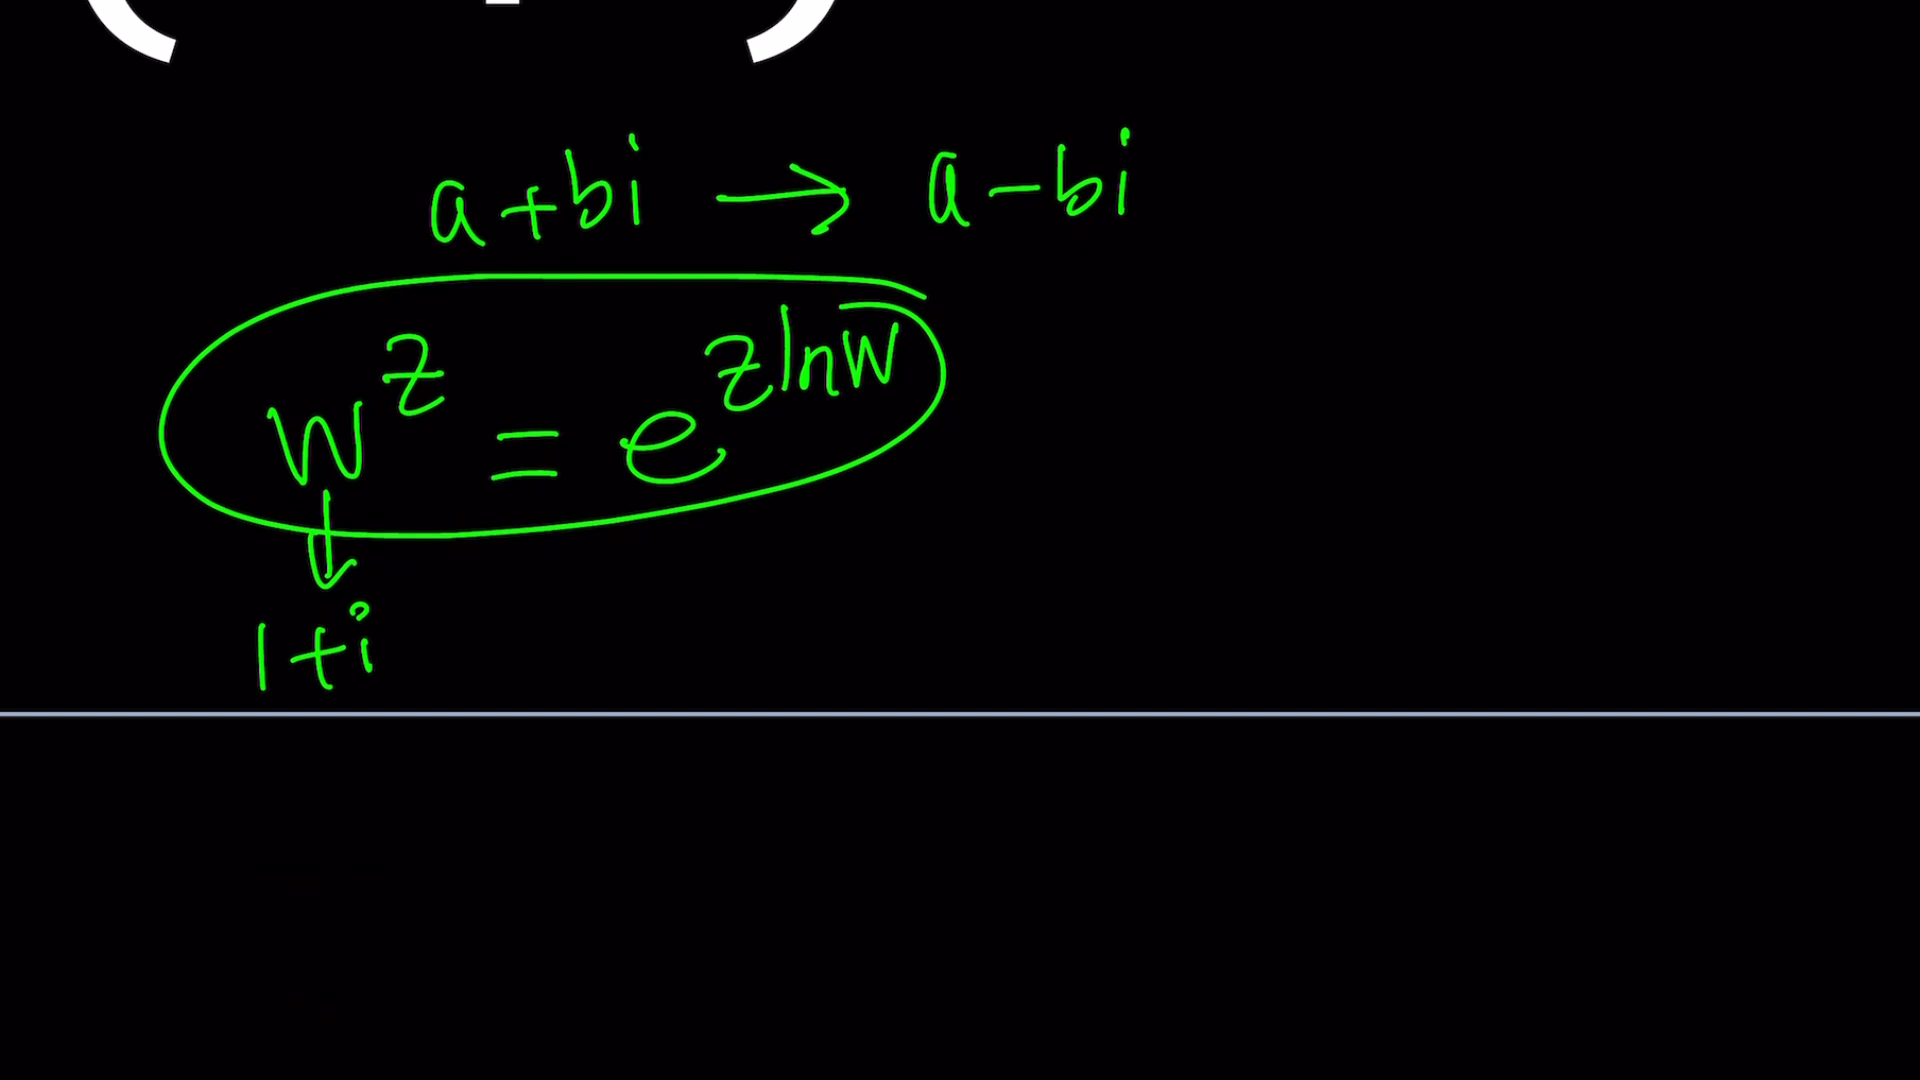 a+bi → a-bi
W^z = e^{z ln W}
↓
1+i